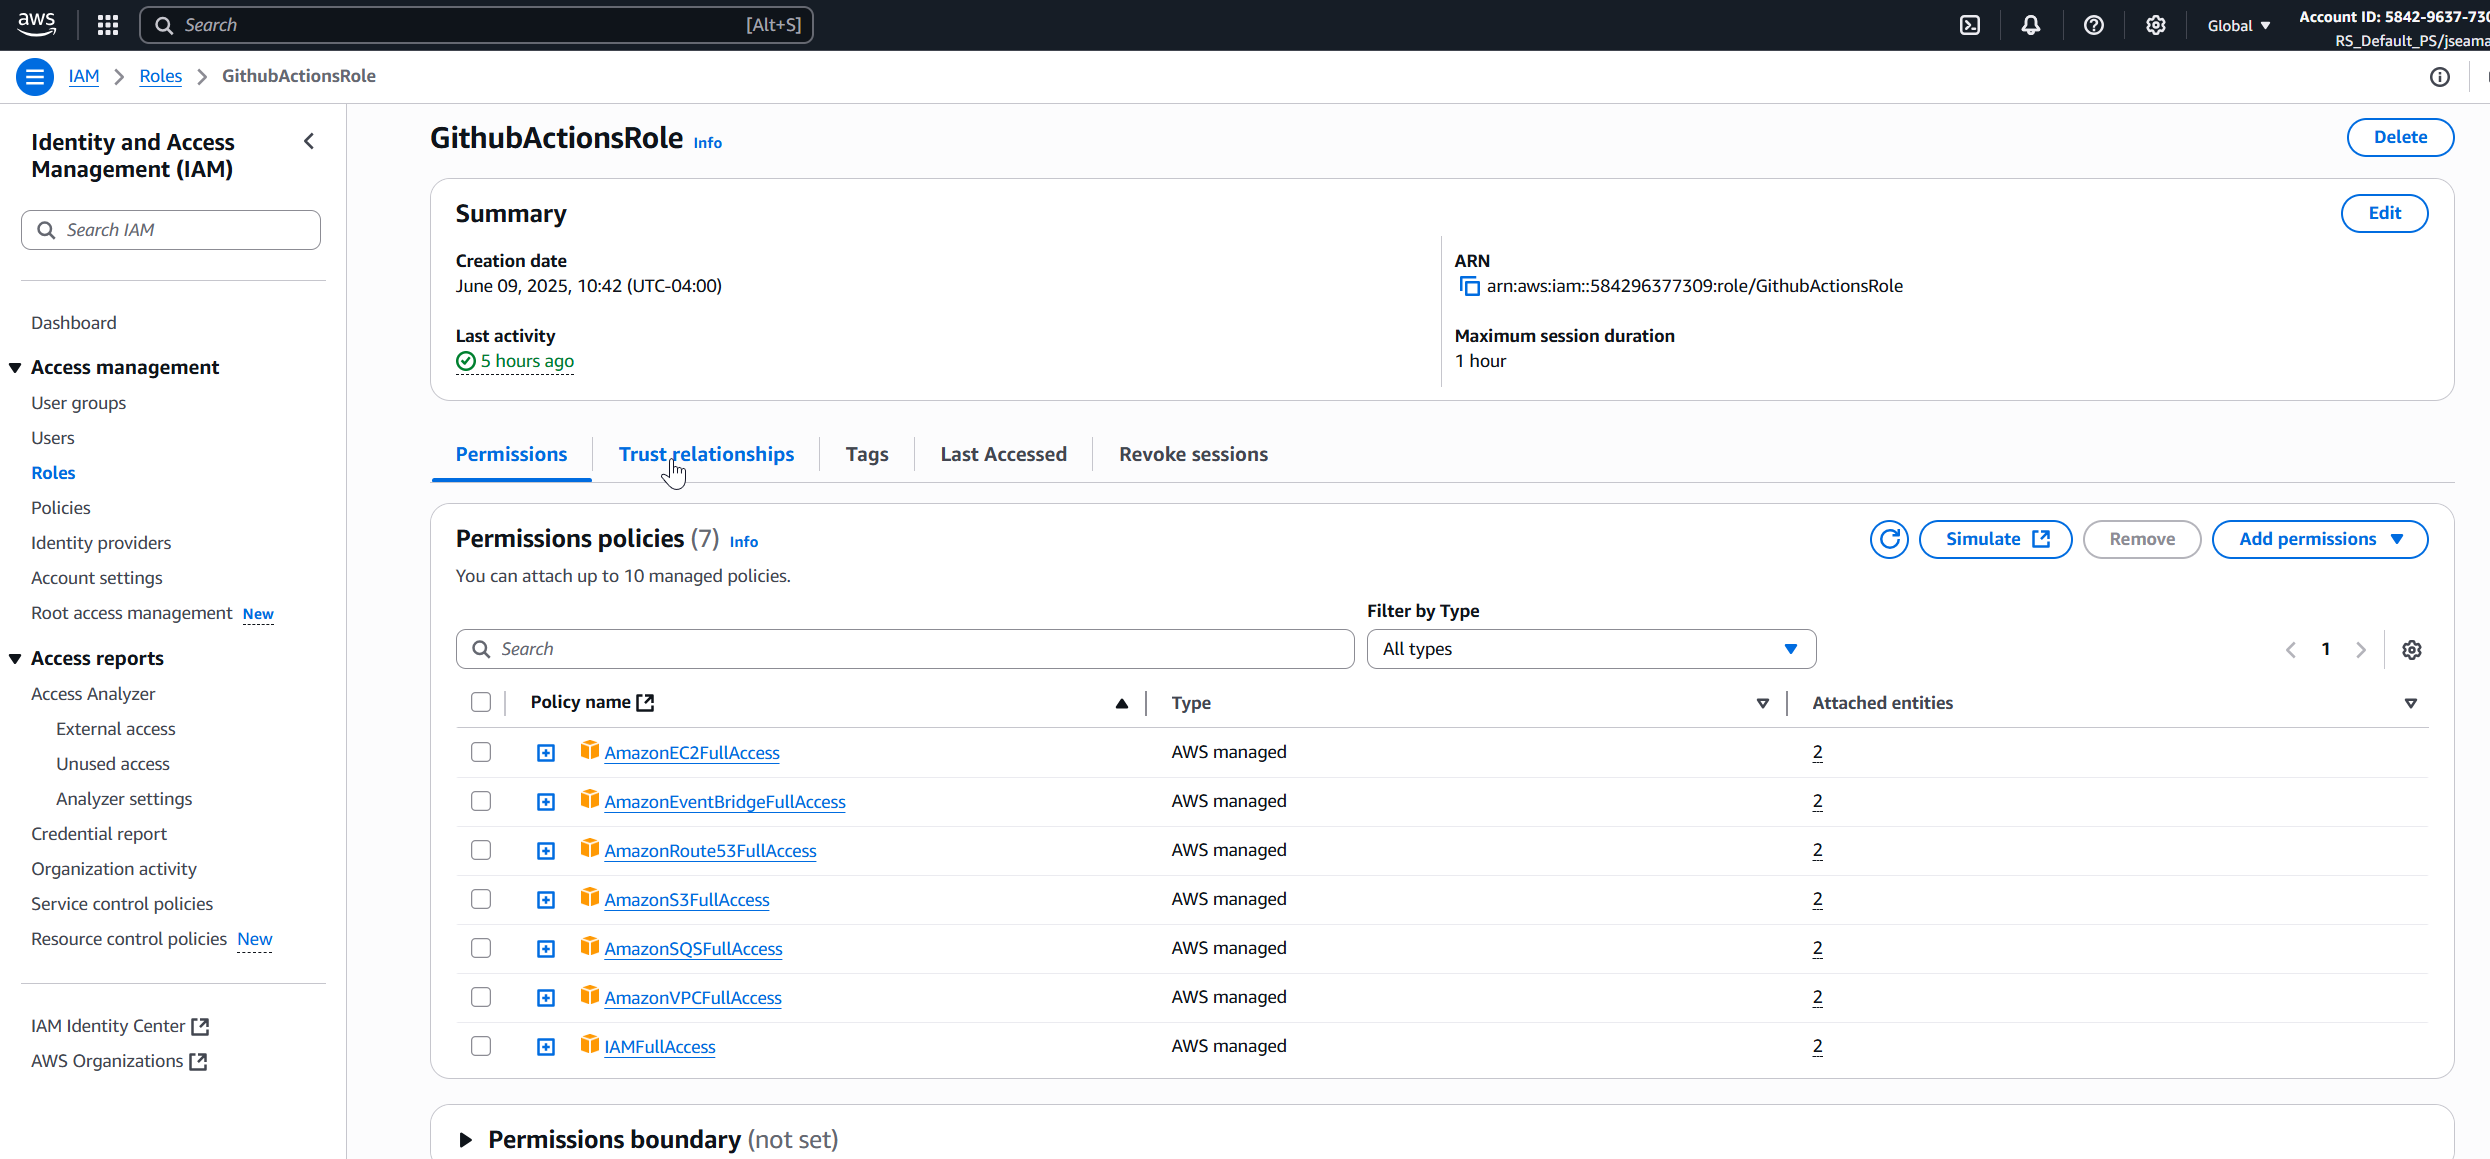 aws
Search [Alt+S]
Global
Account ID: 5842-9637-730
RS_Default_PS/jseama
IAM > Roles > GithubActionsRole
Identity and Access
Management (IAM)
Search IAM
Dashboard
Access management
User groups
Users
Roles
Policies
Identity providers
Account settings
Root access management New
Access reports
Access Analyzer
External access
Unused access
Analyzer settings
Credential report
Organization activity
Service control policies
Resource control policies New
IAM Identity Center
AWS Organizations
GithubActionsRole Info
Delete
Summary
Edit
Creation date
June 09, 2025, 10:42 (UTC-04:00)
ARN
arn:aws:iam::584296377309:role/GithubActionsRole
Last activity
5 hours ago
Maximum session duration
1 hour
Permissions Trust relationships Tags Last Accessed Revoke sessions
Permissions policies (7) Info
Simulate Remove Add permissions
You can attach up to 10 managed policies.
Filter by Type
Search All types 1
Policy name Type Attached entities
AmazonEC2FullAccess AWS managed 2
AmazonEventBridgeFullAccess AWS managed 2
AmazonRoute53FullAccess AWS managed 2
AmazonS3FullAccess AWS managed 2
AmazonSQSFullAccess AWS managed 2
AmazonVPCFullAccess AWS managed 2
IAMFullAccess AWS managed 2
Permissions boundary (not set)